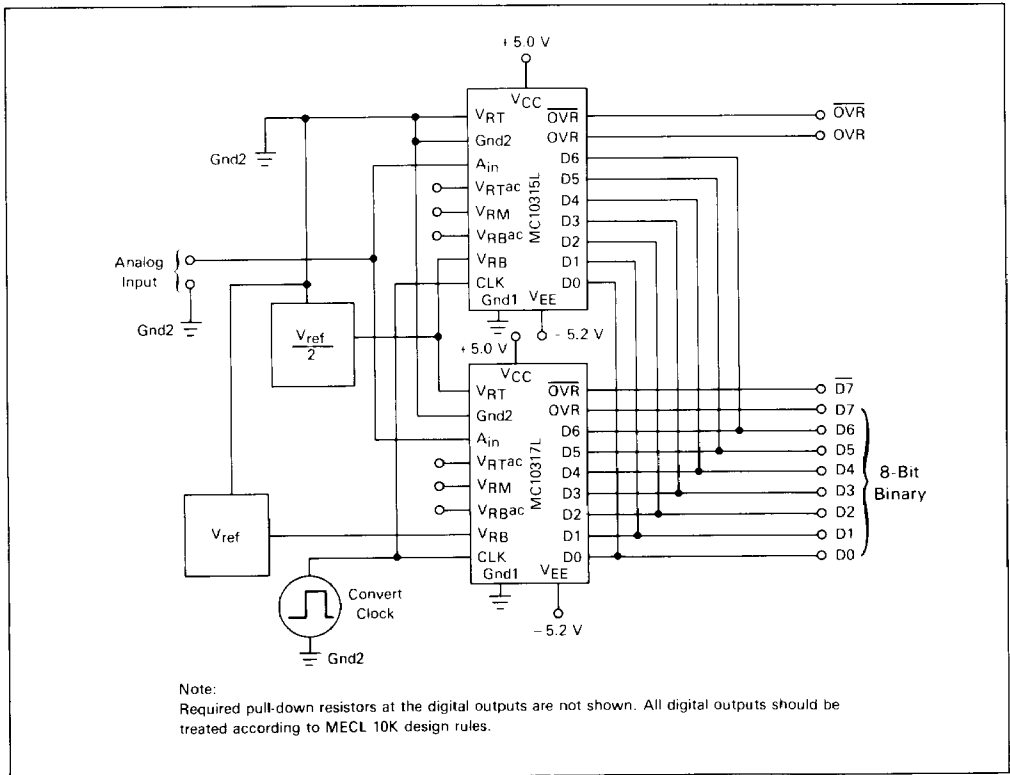 + 5.0 V
VCC
VRT
OVR
OVR
Gnd2
OVR
OVR
Gnd2
Ain
D6
VRTac
D5
VRM
D4
VRBac
D3
VRB
D2
CLK
D1
Gnd1
VEE
D0
MC10315L
Analog
Input
Gnd2
Vref
2
- 5.2 V
+ 5.0 V
VCC
VRT
OVR
D7
Gnd2
OVR
D7
Ain
D6
D6
VRTac
D5
D5
VRM
D4
D4
VRBac
D3
D3
VRB
D2
D2
CLK
D1
D1
Gnd1
VEE
D0
D0
MC10317L
8-Bit
Binary
Vref
Convert
Clock
Gnd2
- 5.2 V
Note:
Required pull-down resistors at the digital outputs are not shown. All digital outputs should be
treated according to MECL 10K design rules.